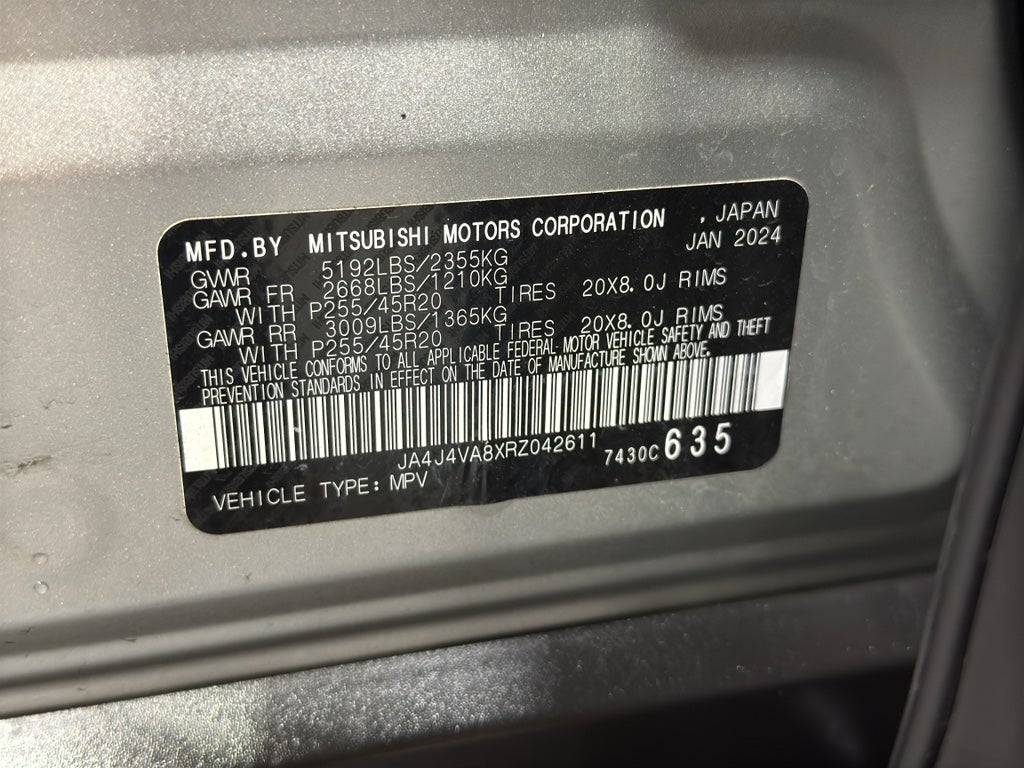 MFD.BY MITSUBISHI MOTORS CORPORATION , JAPAN
JAN 2024
GVWR 5192LBS/2355KG
GAWR FR 2668LBS/1210KG
WITH P255/45R20 TIRES 20X8.0J RIMS
GAWR RR 3009LBS/1365KG
WITH P255/45R20 TIRES 20X8.0J RIMS
THIS VEHICLE CONFORMS TO ALL APPLICABLE FEDERAL MOTOR VEHICLE SAFETY AND THEFT
PREVENTION STANDARDS IN EFFECT ON THE DATE OF MANUFACTURE SHOWN ABOVE.
JA4J4VA8XRZ042611
7430C 635
VEHICLE TYPE: MPV